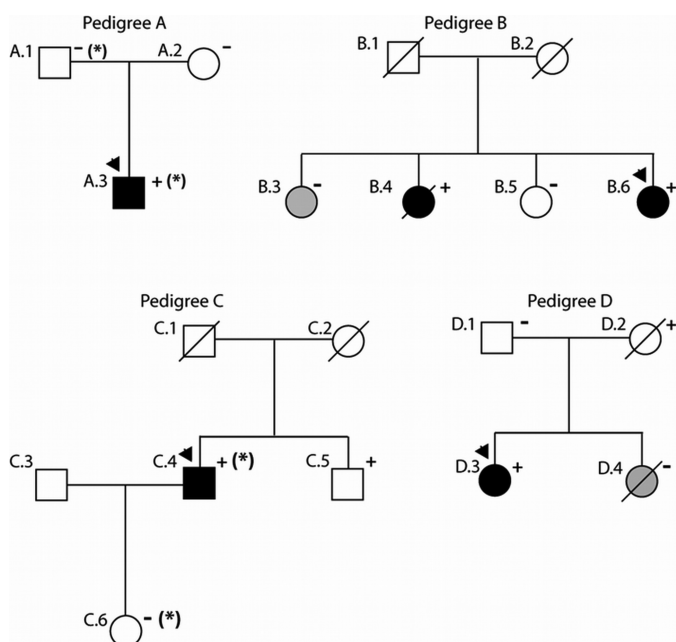 Pedigree A
Pedigree B
A.1 - (*)
A.2 -
B.1
B.2
A.3 + (*)
B.3 -
B.4 +
B.5 -
B.6 +
Pedigree C
Pedigree D
C.1
C.2
D.1 -
D.2 +
C.3
C.4 + (*)
C.5 +
D.3 +
D.4 -
C.6 - (*)